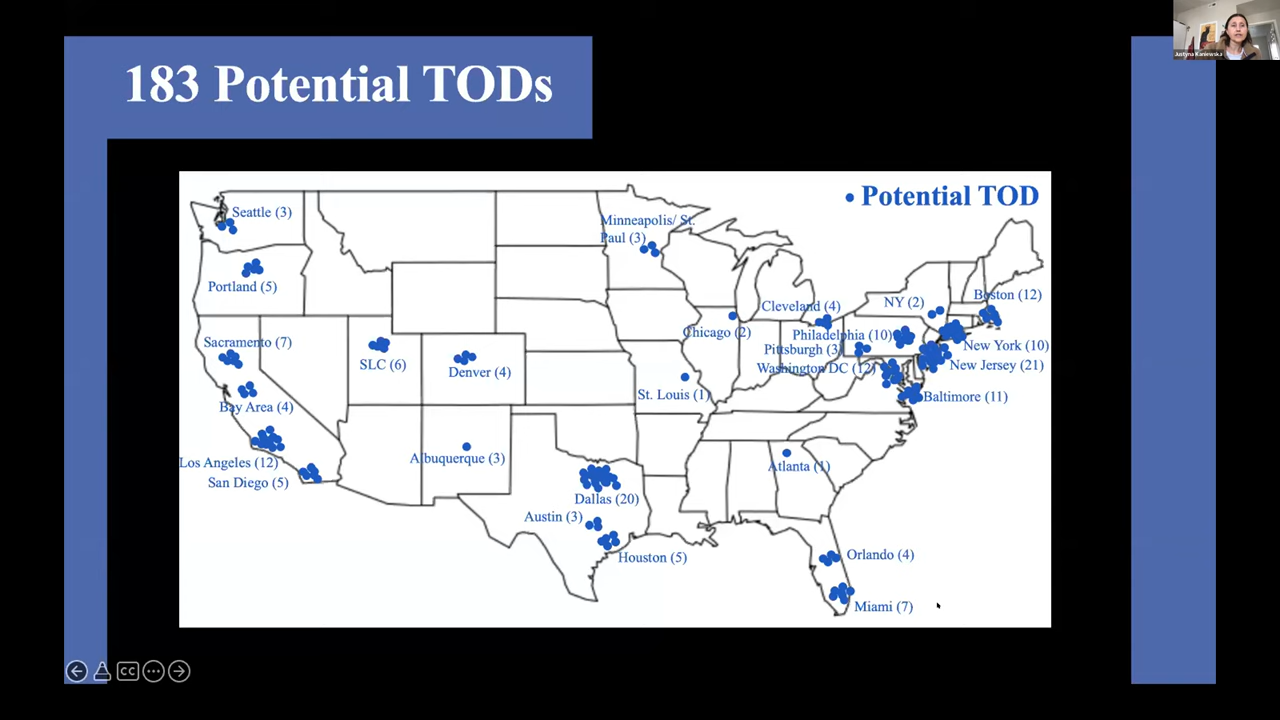 183 Potential TODs
Justyna Kaniewska
• Potential TOD
Seattle (3)
Minneapolis/ St.
Paul (3)
Portland (5)
Cleveland (4)
NY (2)
Boston (12)
Sacramento (7)
SLC (6)
Denver (4)
Chicago (2)
Philadelphia (10)
Pittsburgh (3)
New York (10)
Washington DC (12)
New Jersey (21)
Bay Area (4)
St. Louis (1)
Baltimore (11)
Los Angeles (12)
San Diego (5)
Albuquerque (3)
Atlanta (1)
Dallas (20)
Austin (3)
Houston (5)
Orlando (4)
Miami (7)
CC